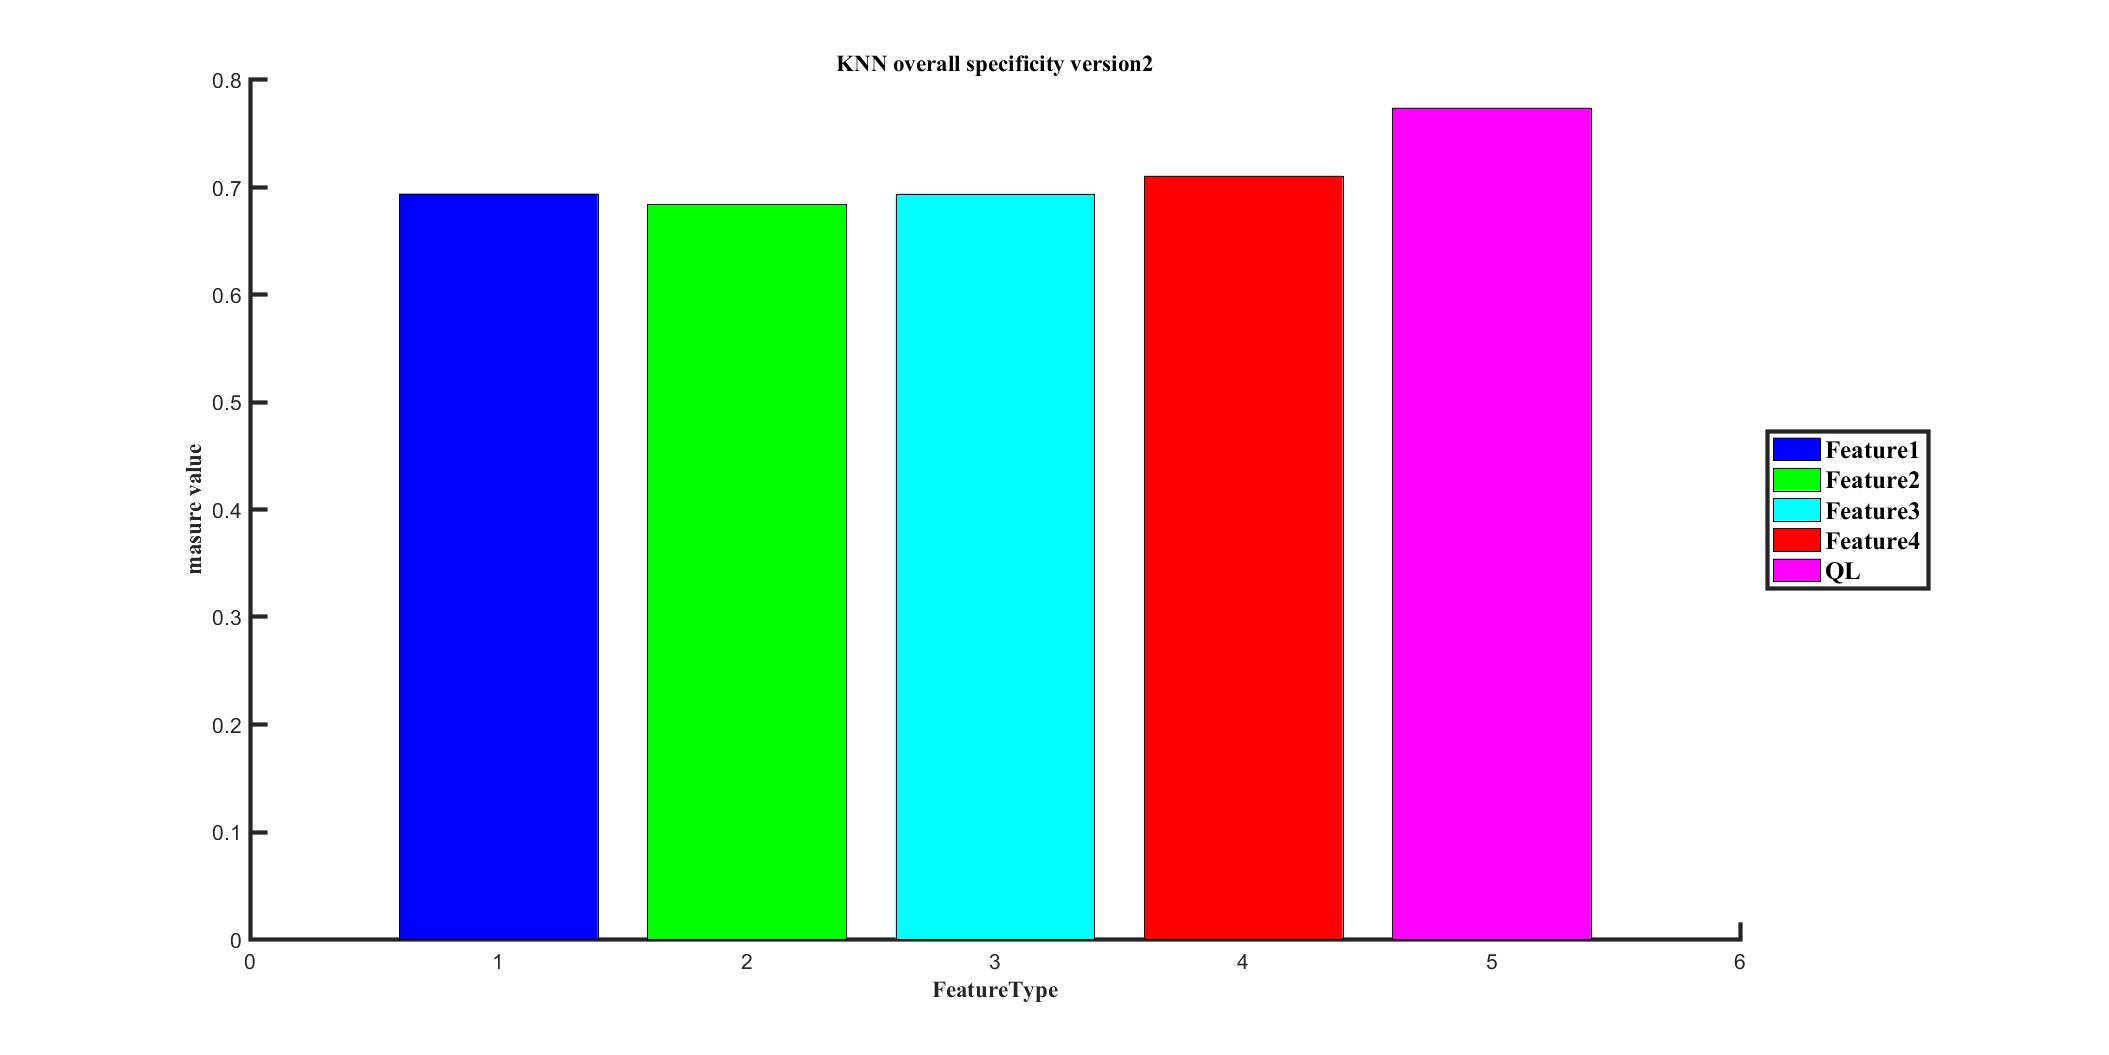 KNN overall specificity version2
0.8
0.7
0.6
0.5
0.4
0.3
0.2
0.1
0
masure value
0 1 2 3 4 5 6
FeatureType
Feature1
Feature2
Feature3
Feature4
QL